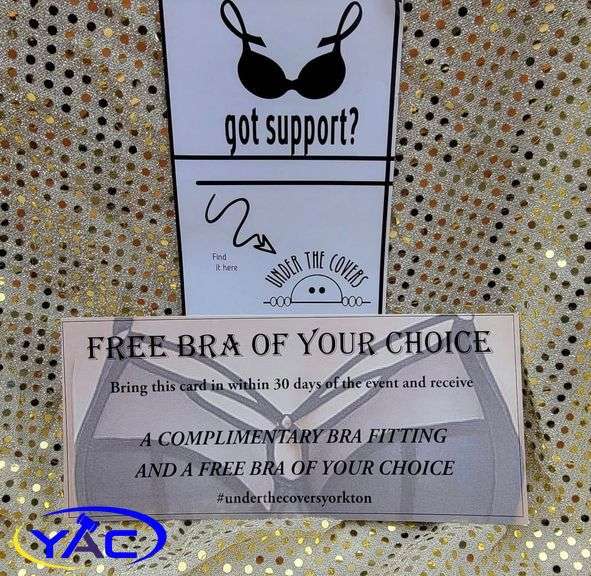 got support?
Find
it here
UNDER THE COVERS
FREE BRA OF YOUR CHOICE
Bring this card in within 30 days of the event and receive
A COMPLIMENTARY BRA FITTING
AND A FREE BRA OF YOUR CHOICE
#underthecoversyorkton
YAC